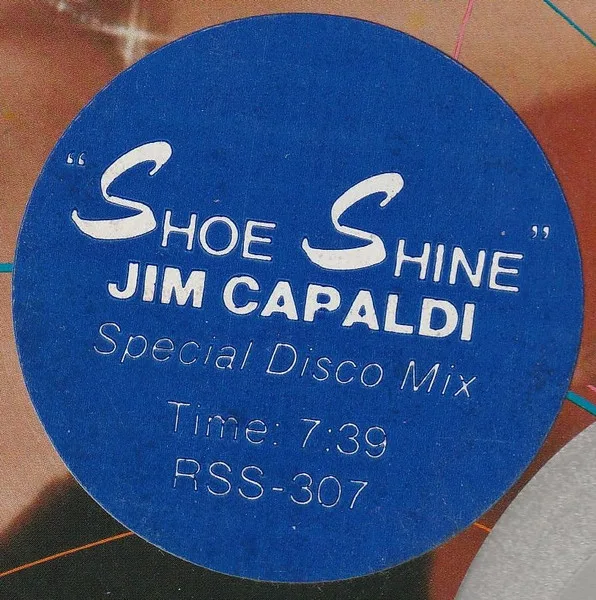 “SHOE SHINE”
JIM CAPALDI
Special Disco Mix
Time: 7:39
RSS-307